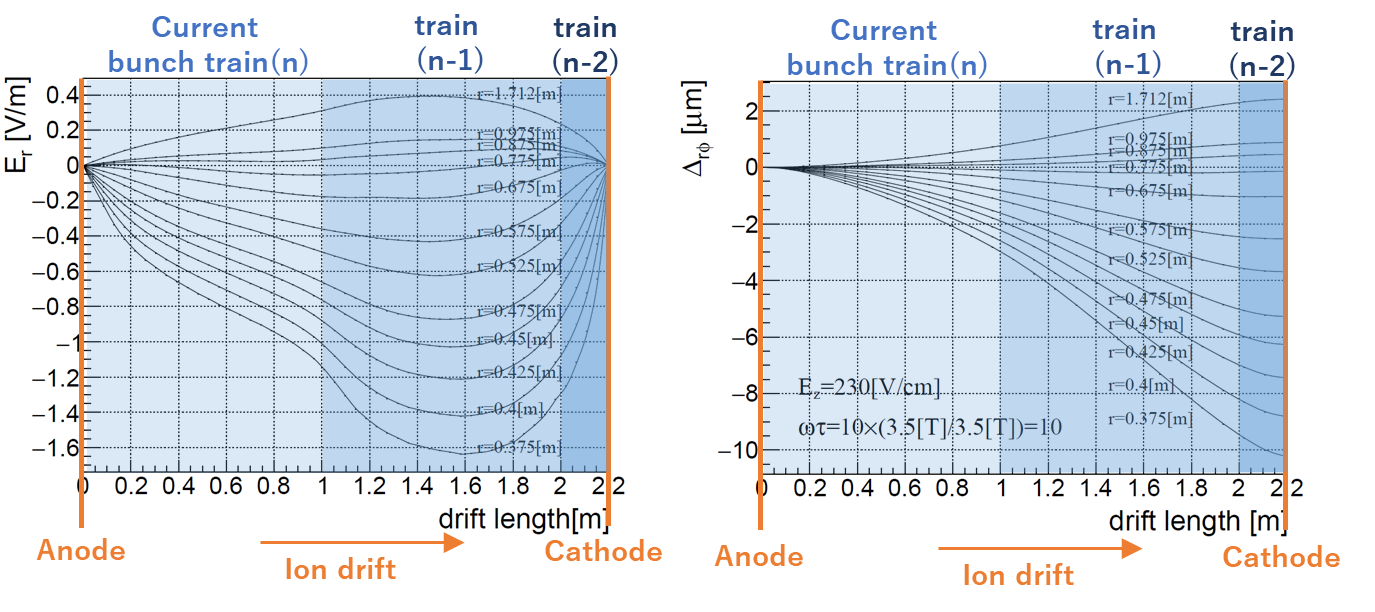 Current
bunch train(n)
train
(n-1)
train
(n-2)
E_r [V/m]
0.4
0.2
0
−0.2
−0.4
−0.6
−0.8
−1
−1.2
−1.4
−1.6
r=1.712[m]
r=0.975[m]
r=0.875[m]
r=0.775[m]
r=0.675[m]
r=0.575[m]
r=0.525[m]
r=0.475[m]
r=0.45[m]
r=0.425[m]
r=0.4[m]
r=0.375[m]
0 0.2 0.4 0.6 0.8 1 1.2 1.4 1.6 1.8 2 2.2
drift length[m]
Anode
Ion drift
Cathode
Current
bunch train(n)
train
(n-1)
train
(n-2)
Δ_rϕ [μm]
2
0
−2
−4
−6
−8
−10
r=1.712[m]
r=0.975[m]
r=0.875[m]
r=0.775[m]
r=0.675[m]
r=0.575[m]
r=0.525[m]
r=0.475[m]
r=0.45[m]
r=0.425[m]
r=0.4[m]
r=0.375[m]
E_z=230[V/cm]
ωτ=10×(3.5[T]/3.5[T])=10
0 0.2 0.4 0.6 0.8 1 1.2 1.4 1.6 1.8 2 2.2
drift length [m]
Anode
Ion drift
Cathode